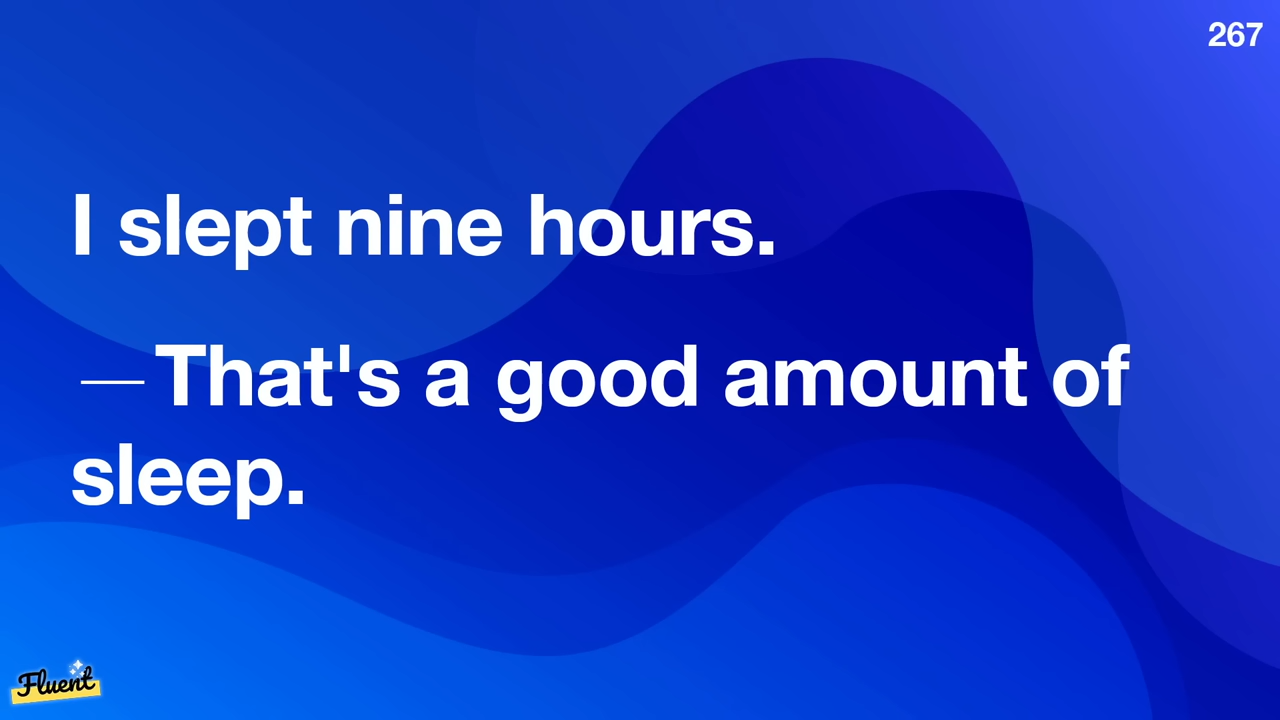 267
I slept nine hours.
—That's a good amount of
sleep.
Fluent